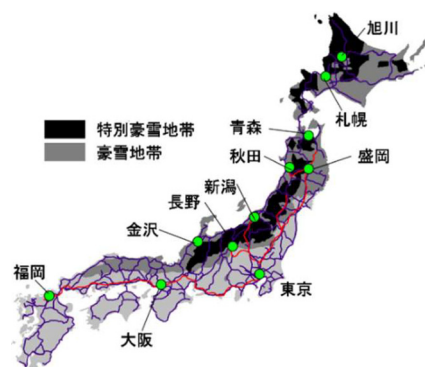 旭川
札幌
青森
特別豪雪地帯
豪雪地帯
秋田
盛岡
新潟
長野
金沢
福岡
東京
大阪